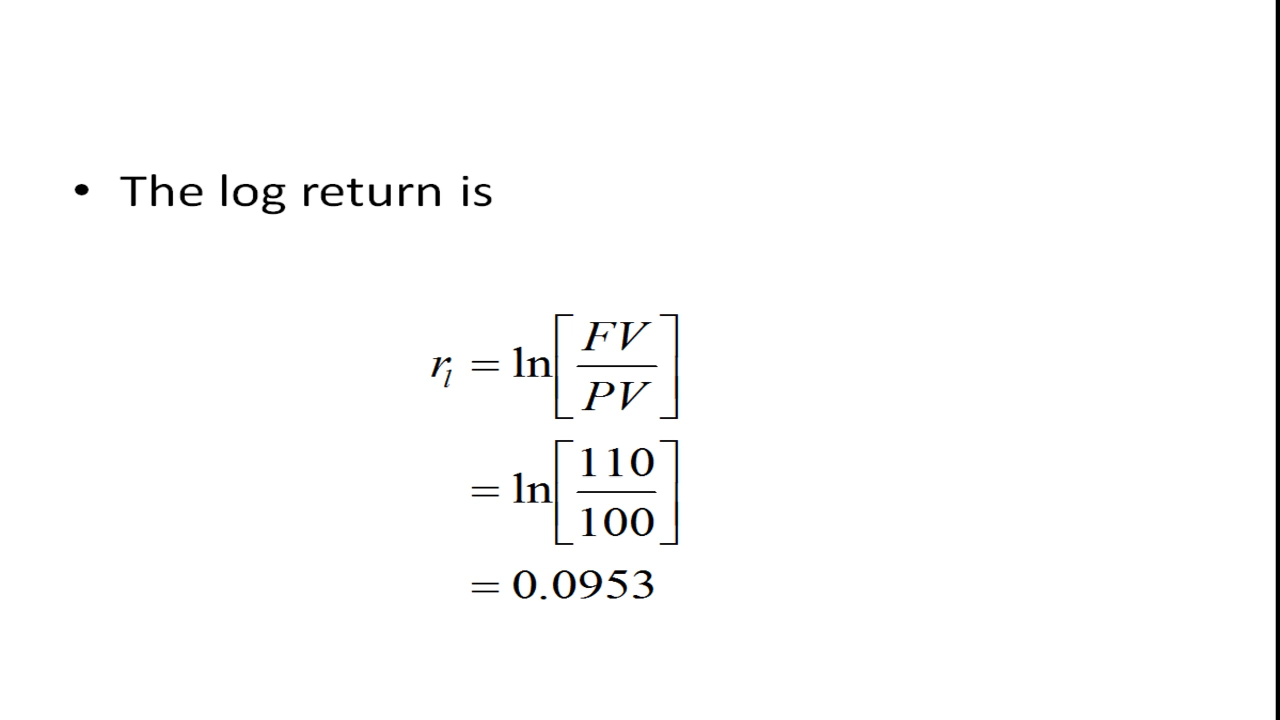 • The log return is
r_l = ln[FV/PV]
= ln[110/100]
= 0.0953